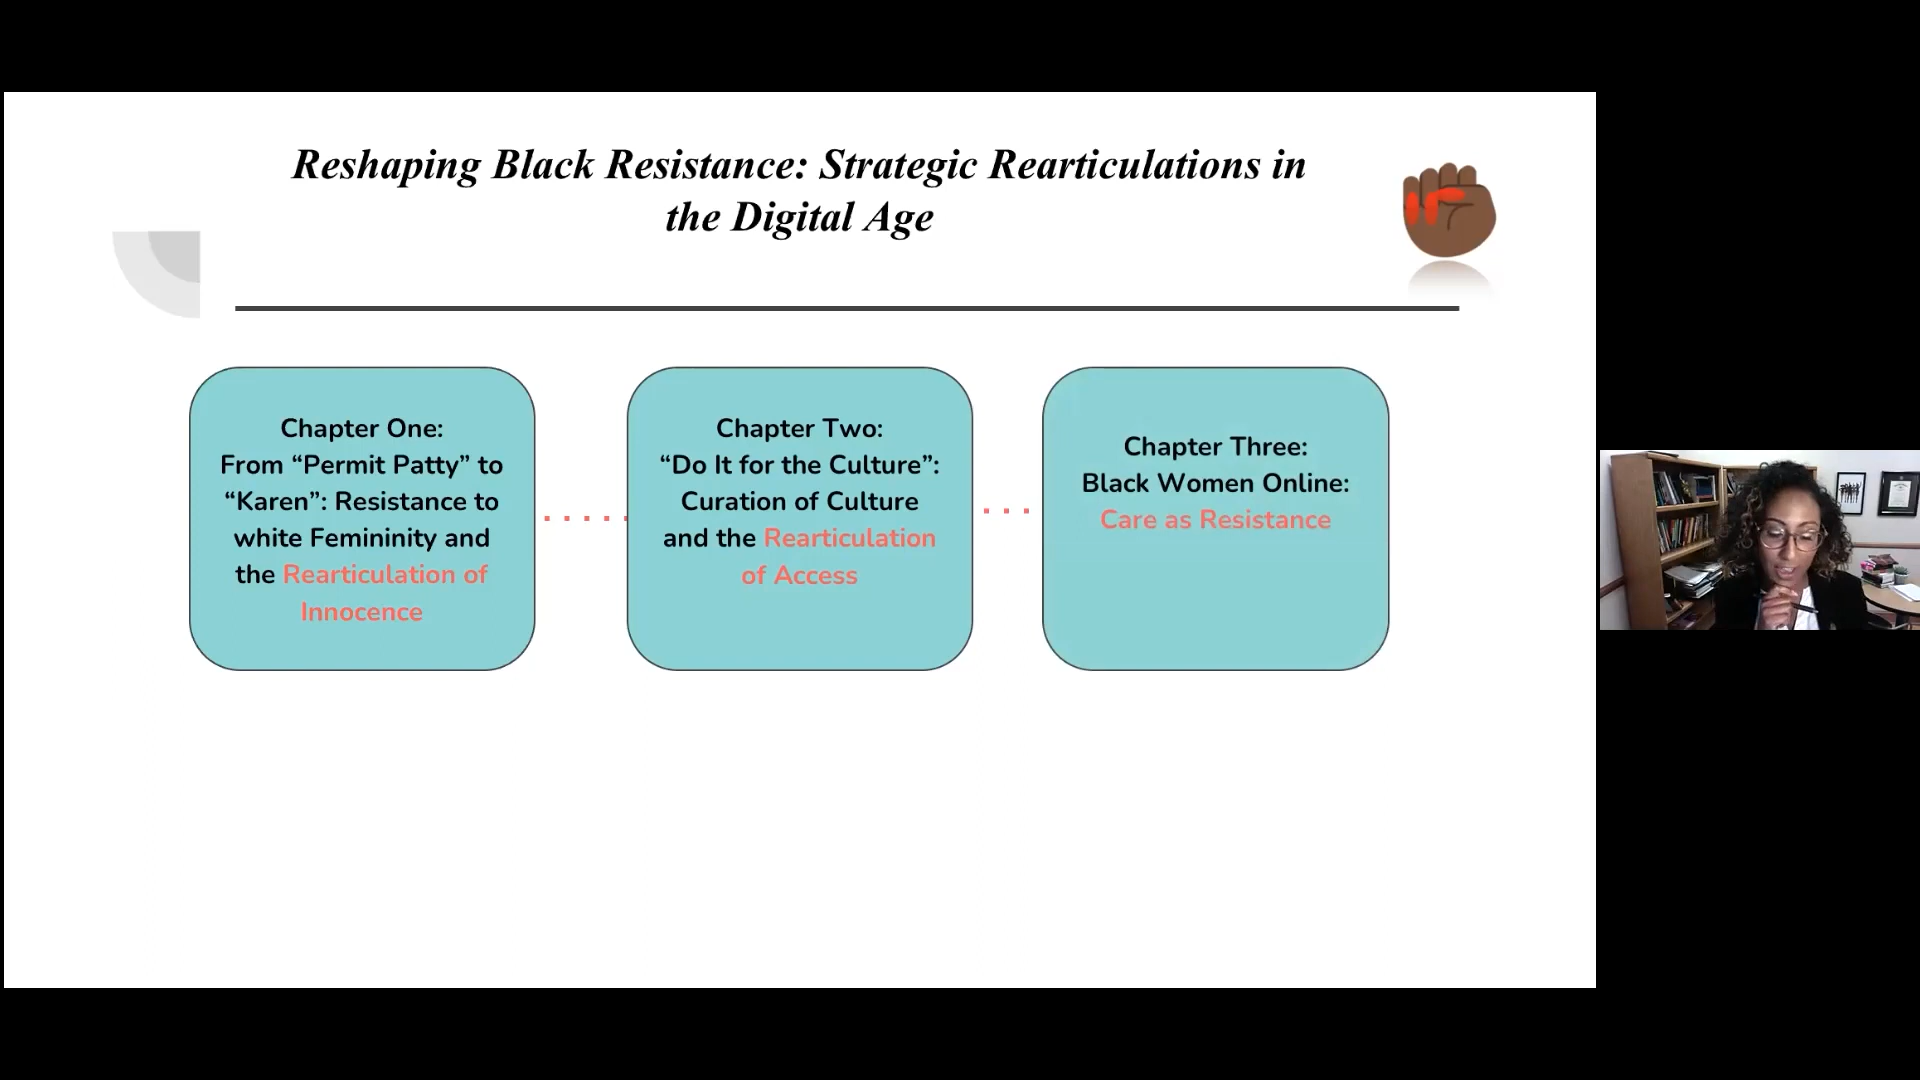 Reshaping Black Resistance: Strategic Rearticulations in
the Digital Age
Chapter One:
From “Permit Patty” to
“Karen”: Resistance to
white Femininity and
the Rearticulation of
Innocence
Chapter Two:
“Do It for the Culture”:
Curation of Culture
and the Rearticulation
of Access
Chapter Three:
Black Women Online:
Care as Resistance